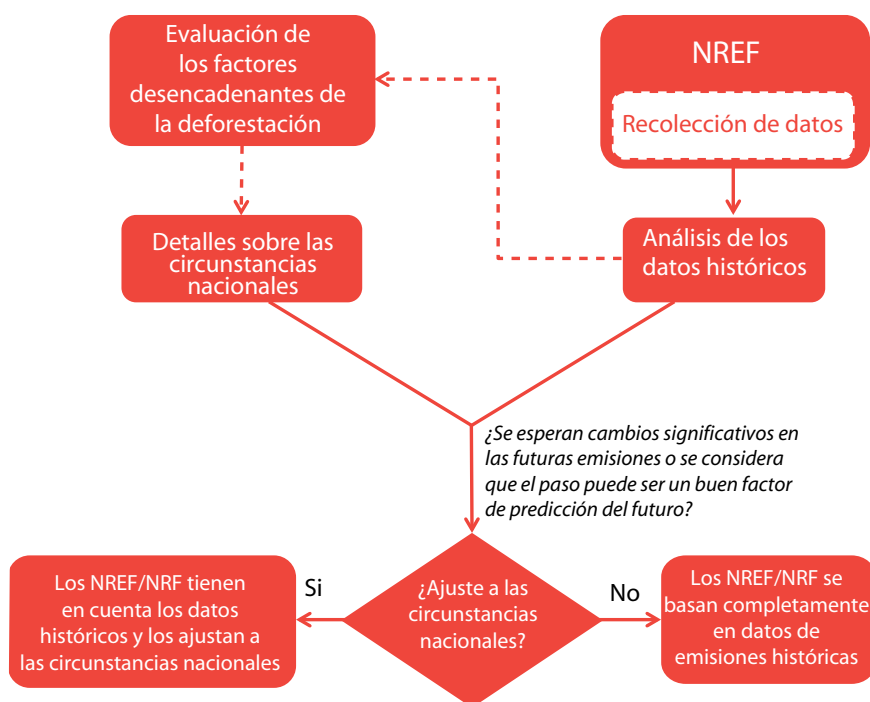 Evaluación de
los factores
desencadenantes de
la deforestación
NREF
Recolección de datos
Detalles sobre las
circunstancias
nacionales
Análisis de los
datos históricos
¿Se esperan cambios significativos en
las futuras emisiones o se considera
que el paso puede ser un buen factor
de predicción del futuro?
Los NREF/NRF tienen
en cuenta los datos
históricos y los ajustan a
las circunstancias nacionales
Si
¿Ajuste a las
circunstancias
nacionales?
No
Los NREF/NRF se
basan completamente
en datos de
emisiones históricas